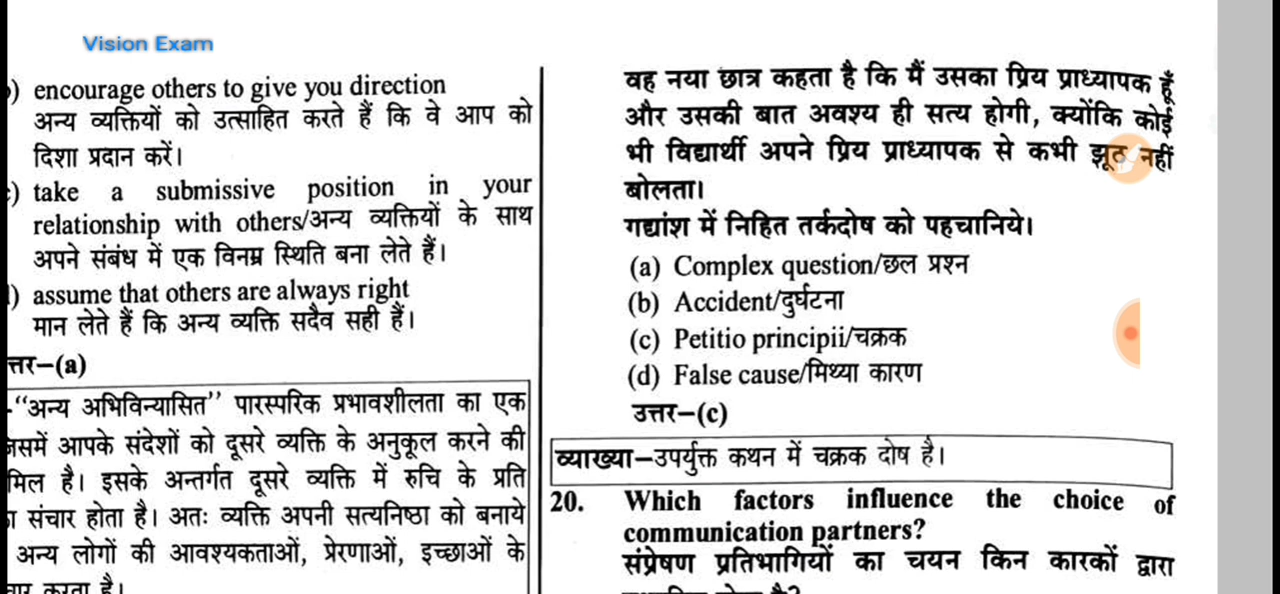 Vision Exam
) encourage others to give you direction
अन्य व्यक्तियों को उत्साहित करते हैं कि वे आप को
दिशा प्रदान करें।
) take a submissive position in your
relationship with others/अन्य व्यक्तियों के साथ
अपने संबंध में एक विनम्र स्थिति बना लेते हैं।
) assume that others are always right
मान लेते हैं कि अन्य व्यक्ति सदैव सही हैं।
त्तर–(a)
-“अन्य अभिविन्यासित” पारस्परिक प्रभावशीलता का एक
जिसमें आपके संदेशों को दूसरे व्यक्ति के अनुकूल करने की
मिल है। इसके अन्तर्गत दूसरे व्यक्ति में रुचि के प्रति
संचार होता है। अतः व्यक्ति अपनी सत्यनिष्ठा को बनाये
अन्य लोगों की आवश्यकताओं, प्रेरणाओं, इच्छाओं के
करता है।
वह नया छात्र कहता है कि मैं उसका प्रिय प्राध्यापक हूँ
और उसकी बात अवश्य ही सत्य होगी, क्योंकि कोई
भी विद्यार्थी अपने प्रिय प्राध्यापक से कभी झूठ नहीं
बोलता।
गद्यांश में निहित तर्कदोष को पहचानिये।
(a) Complex question/छल प्रश्न
(b) Accident/दुर्घटना
(c) Petitio principii/चक्रक
(d) False cause/मिथ्या कारण
उत्तर–(c)
व्याख्या–उपर्युक्त कथन में चक्रक दोष है।
20. Which factors influence the choice of
communication partners?
संप्रेषण प्रतिभागियों का चयन किन कारकों द्वारा